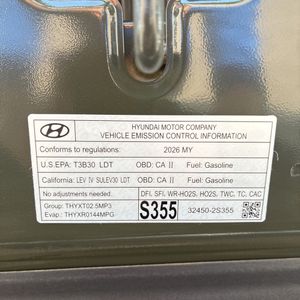 HYUNDAI MOTOR COMPANY
VEHICLE EMISSION CONTROL INFORMATION
Conforms to regulations: 2026 MY
U.S.EPA: T3B30 LDT OBD: CA II Fuel: Gasoline
California: LEV IV SULEV30 LDT OBD: CA II Fuel: Gasoline
No adjustments needed. DFI, SFI, WR-HO2S, HO2S, TWC, TC, CAC
Group: THYXT02.5MP3
Evap: THYXR0144MPG
S355 32450-2S355